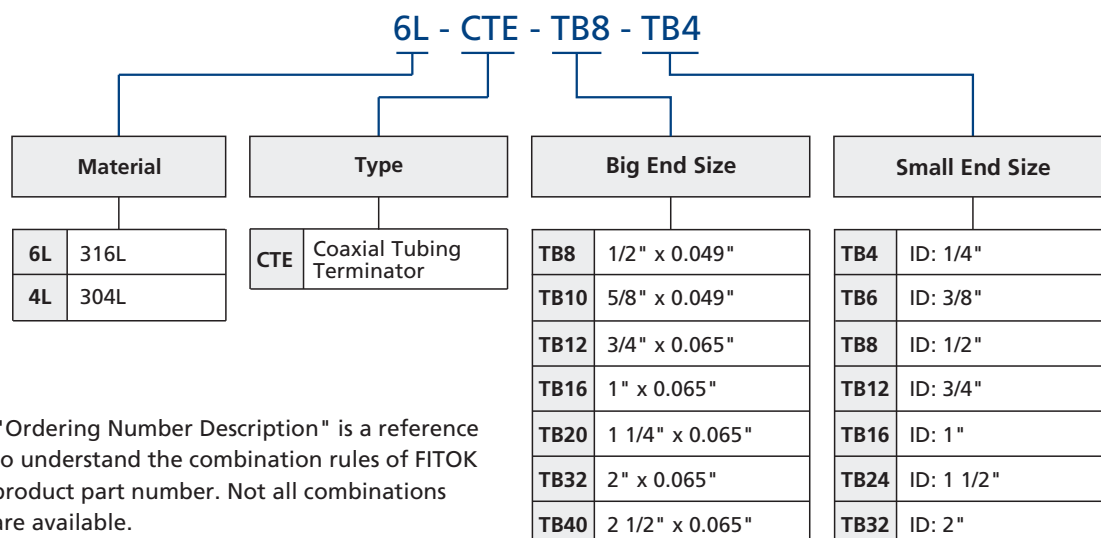 6L - CTE - TB8 - TB4
Material
6L 316L
4L 304L
Type
CTE Coaxial Tubing
Terminator
Big End Size
TB8 1/2" x 0.049"
TB10 5/8" x 0.049"
TB12 3/4" x 0.065"
TB16 1" x 0.065"
TB20 1 1/4" x 0.065"
TB32 2" x 0.065"
TB40 2 1/2" x 0.065"
Small End Size
TB4 ID: 1/4"
TB6 ID: 3/8"
TB8 ID: 1/2"
TB12 ID: 3/4"
TB16 ID: 1"
TB24 ID: 1 1/2"
TB32 ID: 2"
"Ordering Number Description" is a reference
to understand the combination rules of FITOK
product part number. Not all combinations
are available.